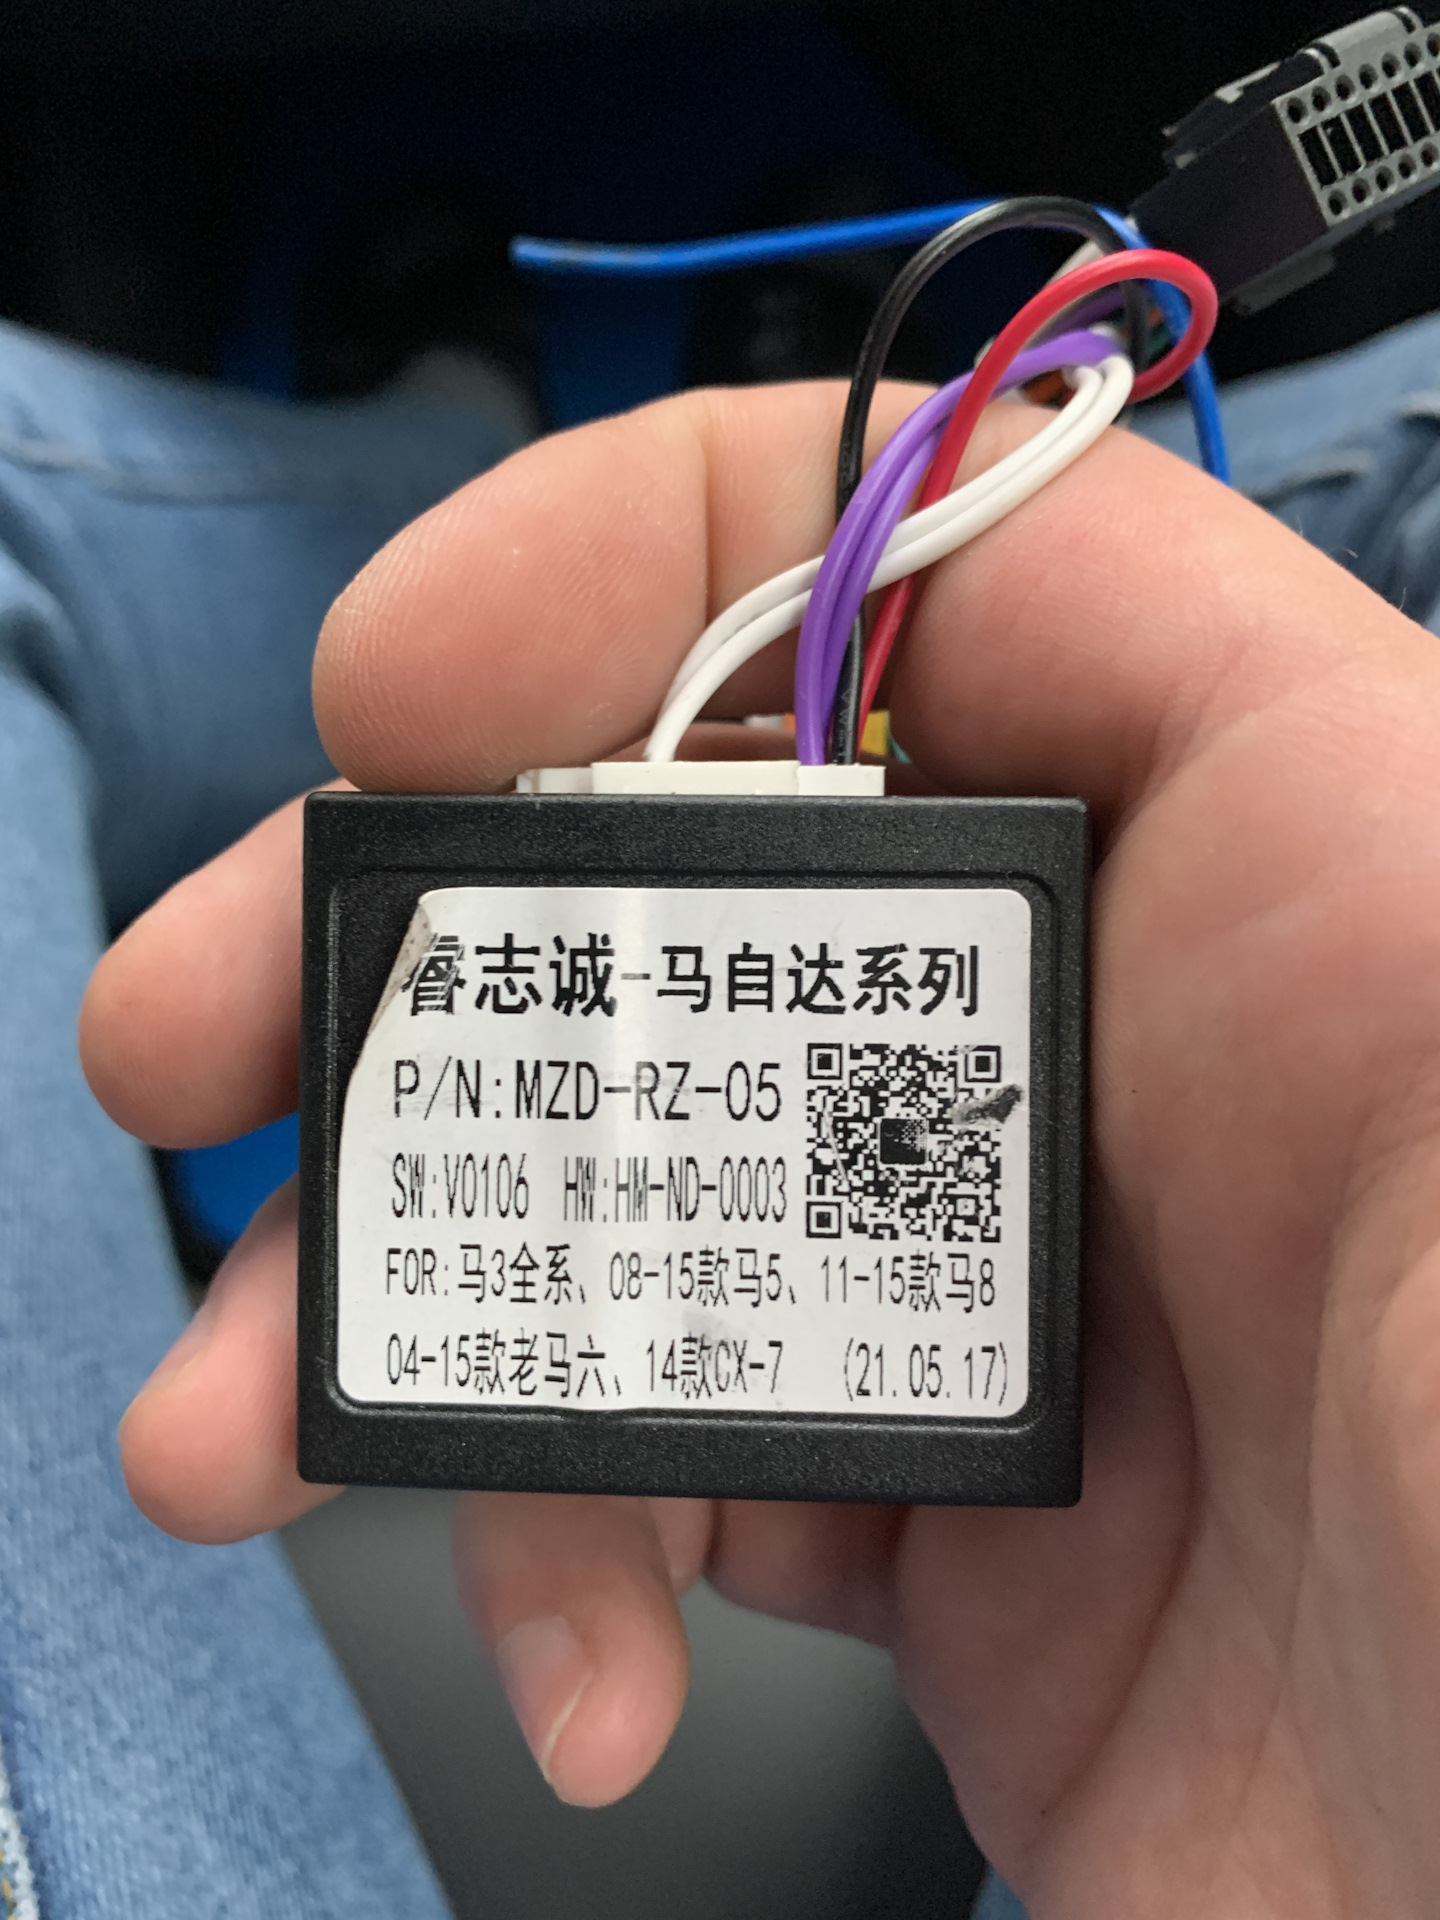 睿志诚-马自达系列
P/N:MZD-RZ-05
SW:V0106 HW:HM-ND-0003
FOR:马3全系、08-15款马5、11-15款马8
04-15款老马六、14款CX-7 (21.05.17)